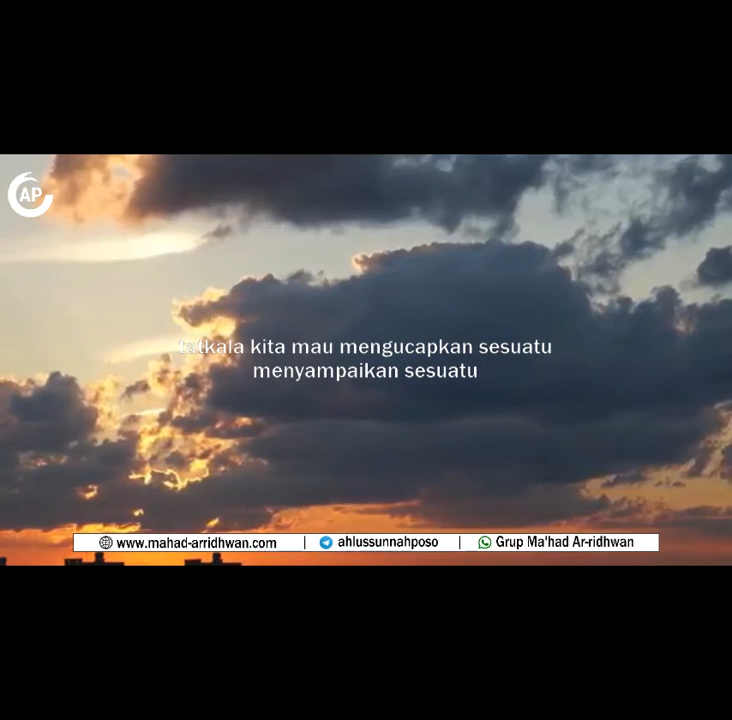 AP
tatkala kita mau mengucapkan sesuatu
menyampaikan sesuatu
www.mahad-arridhwan.com | ahlussunnahposo | Grup Ma'had Ar-ridhwan